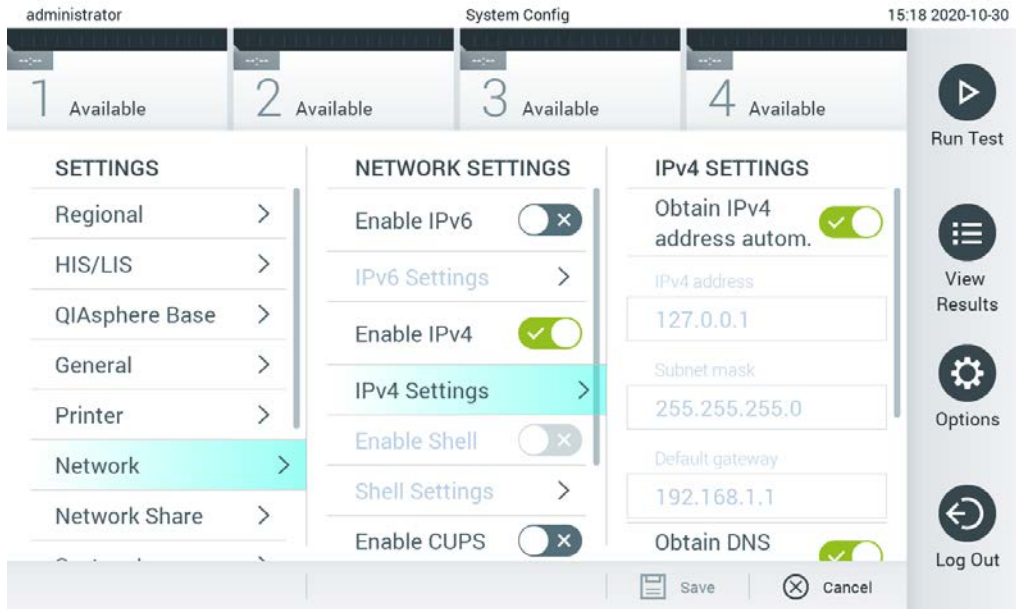 administrator
System Config
15:18 2020-10-30
--:--
--:--
--:--
--:--
1 Available
2 Available
3 Available
4 Available
SETTINGS
Regional
HIS/LIS
QIAsphere Base
General
Printer
Network
Network Share
NETWORK SETTINGS
Enable IPv6
IPv6 Settings
Enable IPv4
IPv4 Settings
Enable Shell
Shell Settings
Enable CUPS
IPv4 SETTINGS
Obtain IPv4
address autom.
IPv4 address
127.0.0.1
Subnet mask
255.255.255.0
Default gateway
192.168.1.1
Obtain DNS
Run Test
View
Results
Options
Log Out
Save
Cancel